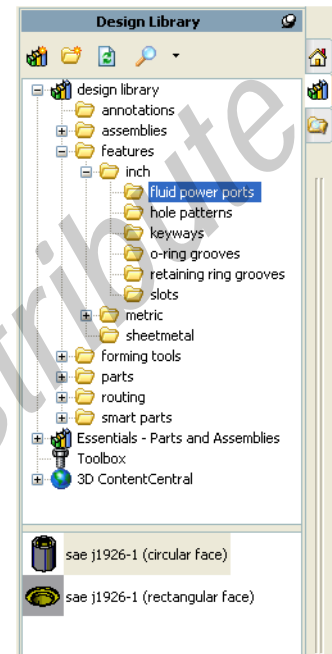 Design Library
design library
annotations
assemblies
features
inch
fluid power ports
hole patterns
keyways
o-ring grooves
retaining ring grooves
slots
metric
sheetmetal
forming tools
parts
routing
smart parts
Essentials - Parts and Assemblies
Toolbox
3D ContentCentral
sae j1926-1 (circular face)
sae j1926-1 (rectangular face)